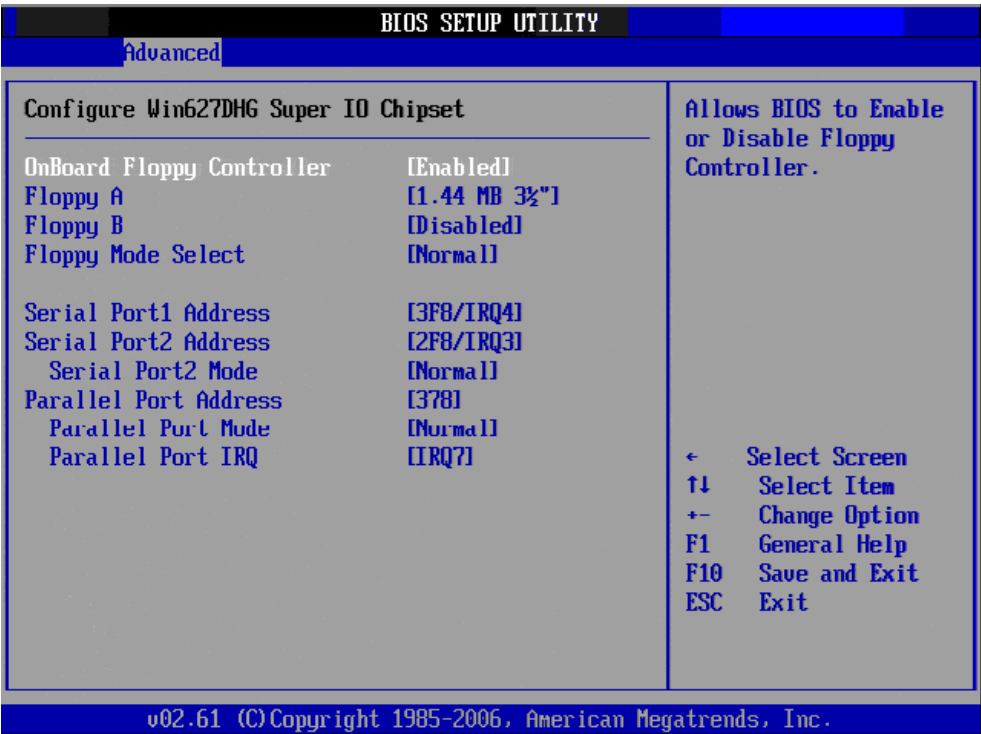 BIOS SETUP UTILITY
Advanced
Configure Win627DHG Super IO Chipset
OnBoard Floppy Controller [Enabled]
Floppy A [1.44 MB 3½"]
Floppy B [Disabled]
Floppy Mode Select [Normal]
Serial Port1 Address [3F8/IRQ4]
Serial Port2 Address [2F8/IRQ3]
Serial Port2 Mode [Normal]
Parallel Port Address [378]
Parallel Port Mode [Normal]
Parallel Port IRQ [IRQ7]
Allows BIOS to Enable
or Disable Floppy
Controller.
← Select Screen
↑↓ Select Item
+- Change Option
F1 General Help
F10 Save and Exit
ESC Exit
v02.61 (C)Copyright 1985-2006, American Megatrends, Inc.